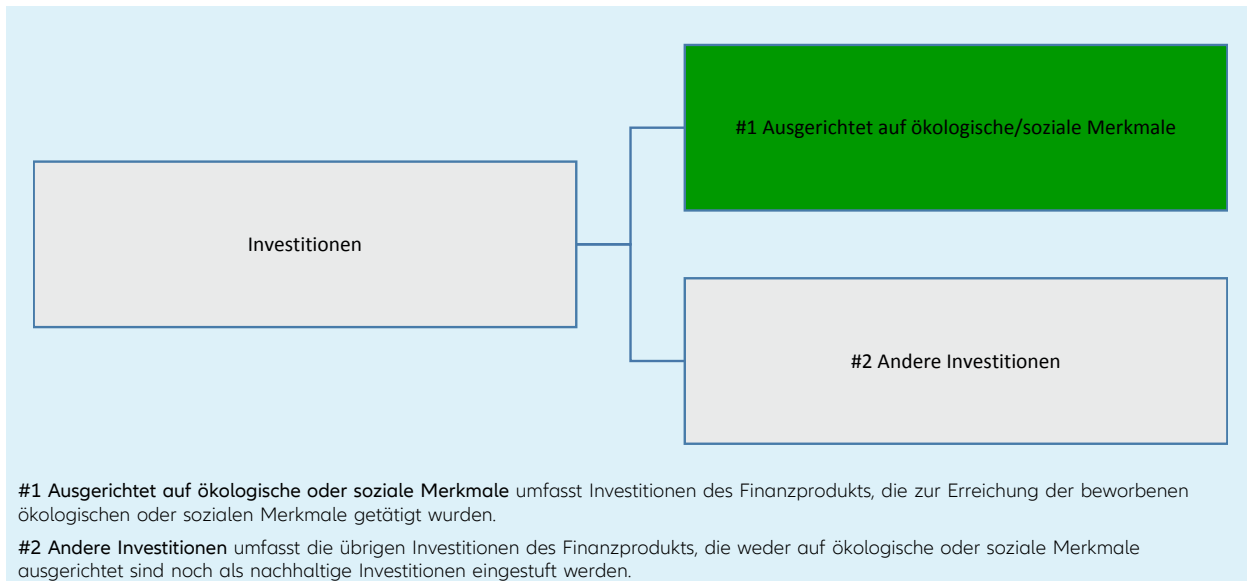 #1 Ausgerichtet auf ökologische/soziale Merkmale
Investitionen
#2 Andere Investitionen
#1 Ausgerichtet auf ökologische oder soziale Merkmale umfasst Investitionen des Finanzprodukts, die zur Erreichung der beworbenen
ökologischen oder sozialen Merkmale getätigt wurden.
#2 Andere Investitionen umfasst die übrigen Investitionen des Finanzprodukts, die weder auf ökologische oder soziale Merkmale
ausgerichtet sind noch als nachhaltige Investitionen eingestuft werden.